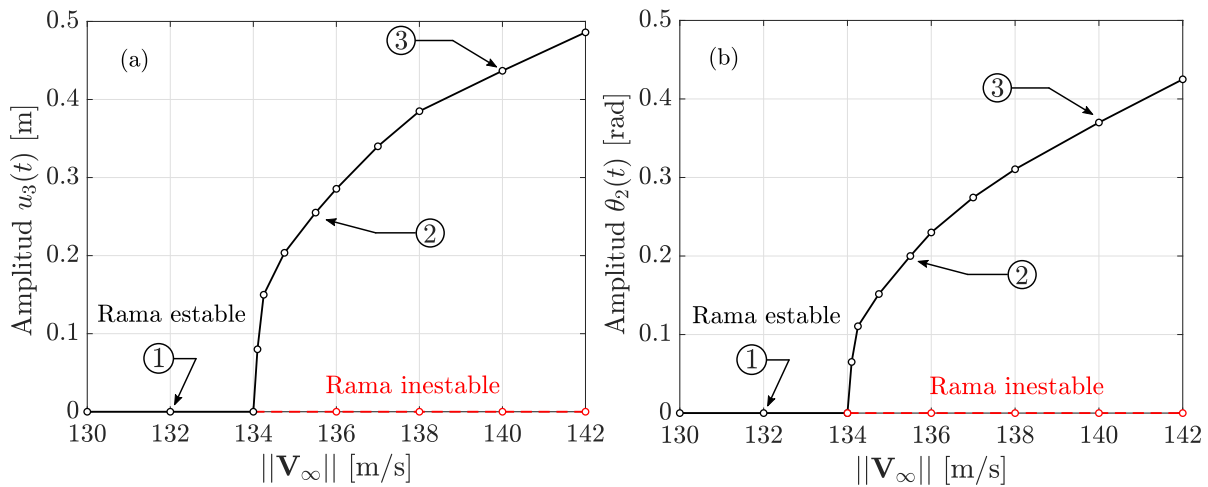 0.5
0.4
0.3
0.2
0.1
0
Amplitud u₃(t) [m]
(a)
③
②
Rama estable
①
Rama inestable
130 132 134 136 138 140 142
||V∞|| [m/s]
0.5
0.4
0.3
0.2
0.1
0
Amplitud θ₂(t) [rad]
(b)
③
②
Rama estable
①
Rama inestable
130 132 134 136 138 140 142
||V∞|| [m/s]